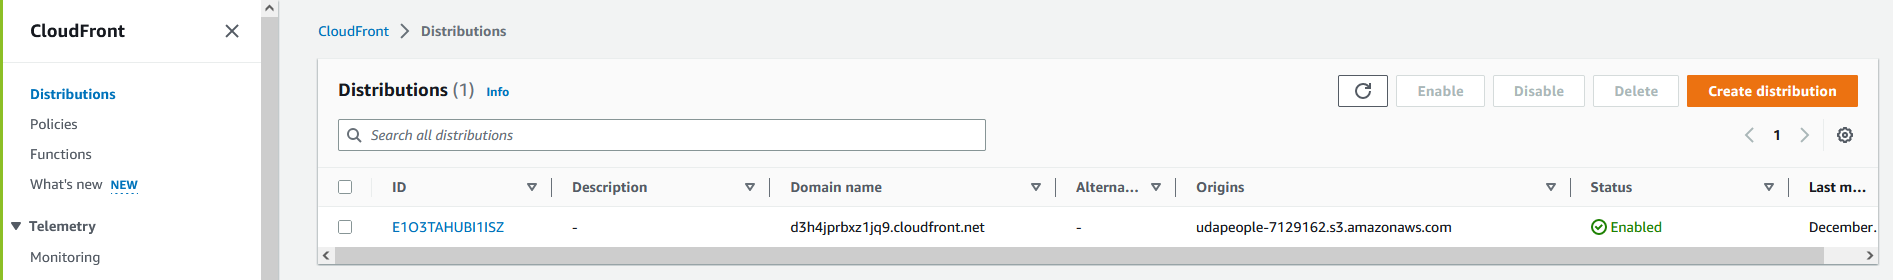 CloudFront
Distributions
Policies
Functions
What's new NEW
Telemetry
Monitoring
CloudFront Distributions
Distributions (1) Info
Enable Disable Delete Create distribution
Search all distributions
1
ID Description Domain name Alterna... Origins Status Last m...
E1O3TAHUBI1ISZ - d3h4jprbxz1jq9.cloudfront.net - udapeople-7129162.s3.amazonaws.com Enabled December.